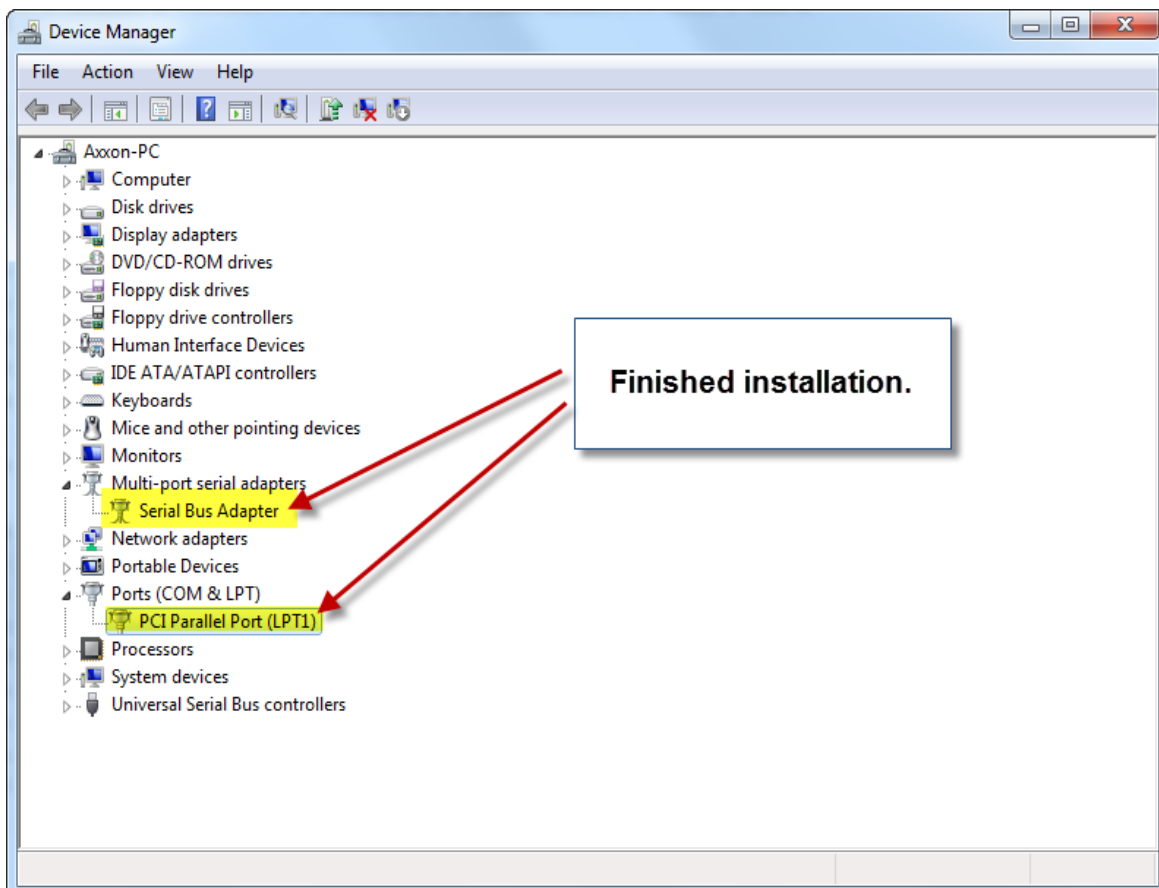 Device Manager
File Action View Help
Axxon-PC
Computer
Disk drives
Display adapters
DVD/CD-ROM drives
Floppy disk drives
Floppy drive controllers
Human Interface Devices
IDE ATA/ATAPI controllers
Keyboards
Mice and other pointing devices
Monitors
Multi-port serial adapters
Serial Bus Adapter
Network adapters
Portable Devices
Ports (COM & LPT)
PCI Parallel Port (LPT1)
Processors
System devices
Universal Serial Bus controllers
Finished installation.